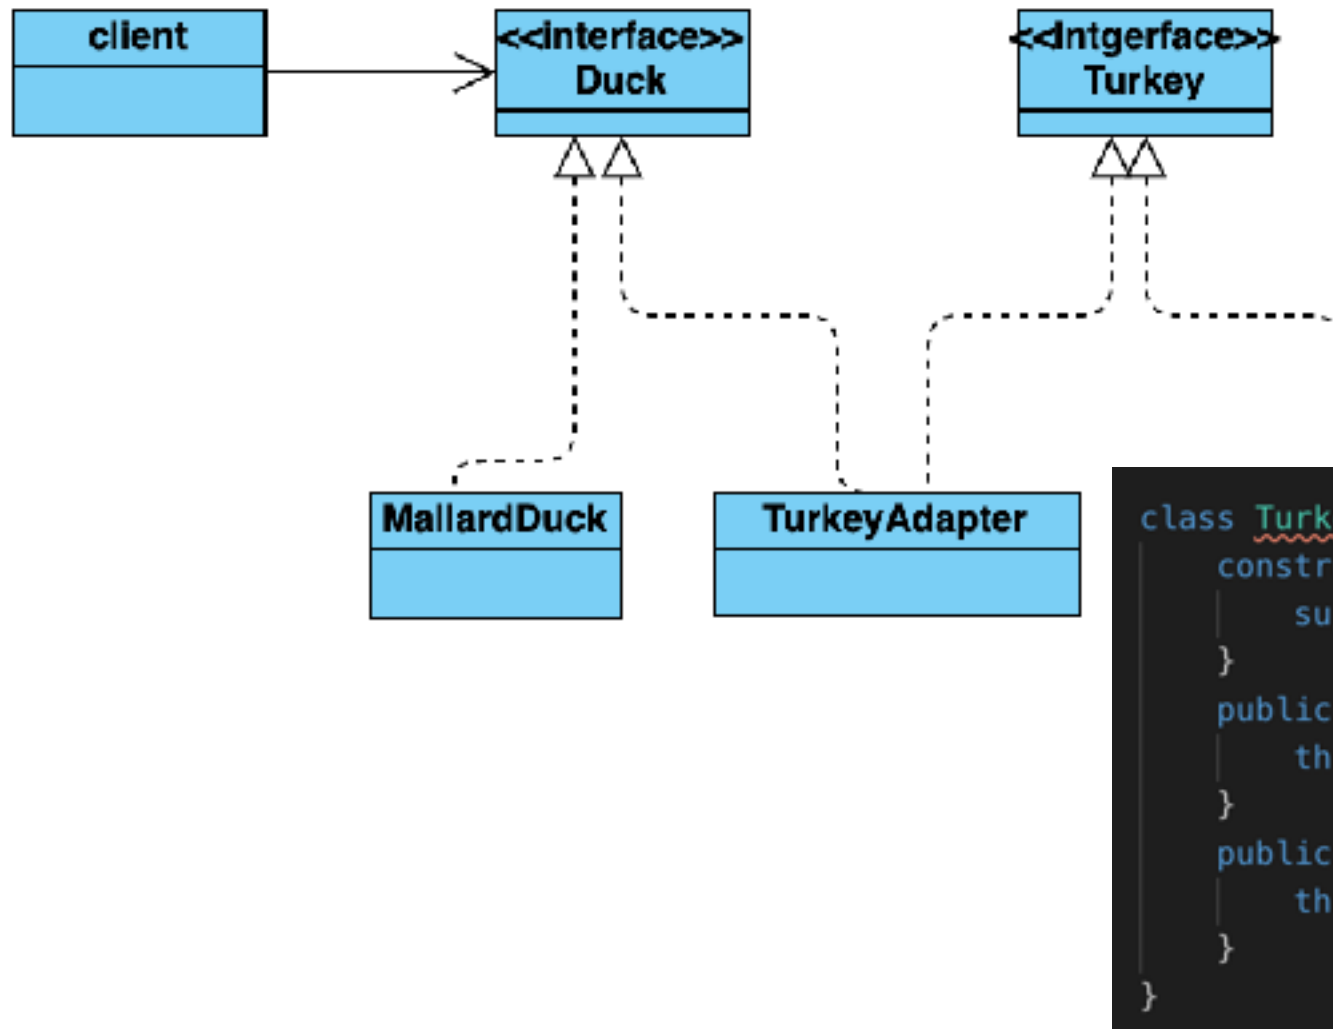 client
<<interface>>
Duck
<<Intgerface>>
Turkey
MallardDuck
TurkeyAdapter
class Turk
constr
su
}
public
th
}
public
th
}
}